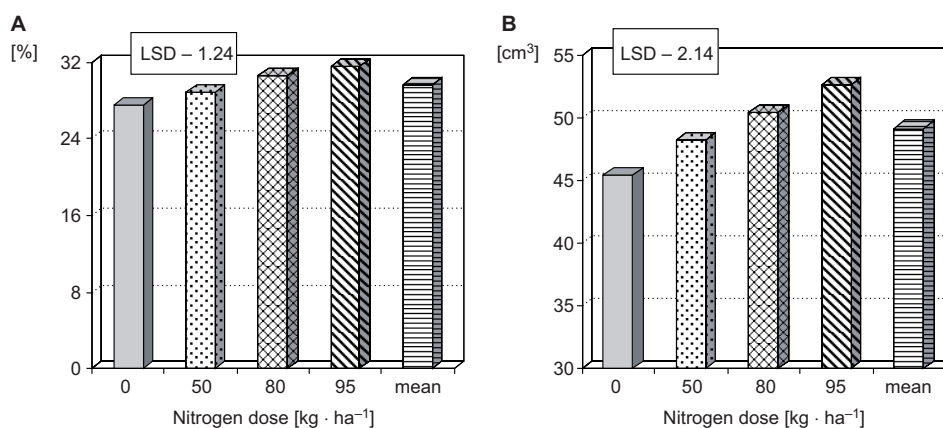 A
[%]
LSD – 1.24
32
24
16
8
0
0 50 80 95 mean
Nitrogen dose [kg · ha⁻¹]
B
[cm³]
LSD – 2.14
55
50
45
40
35
30
0 50 80 95 mean
Nitrogen dose [kg · ha⁻¹]